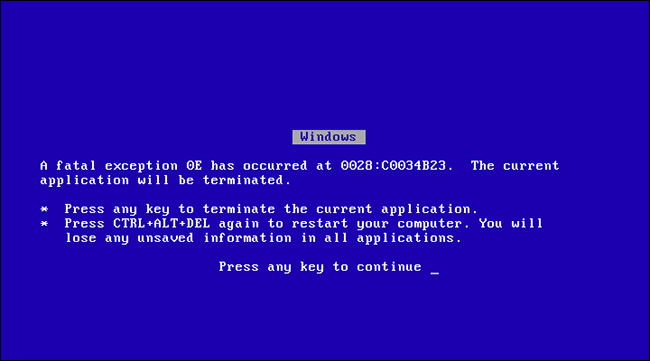 Windows
A fatal exception 0E has occurred at 0028:C0034B23. The current
application will be terminated.
* Press any key to terminate the current application.
* Press CTRL+ALT+DEL again to restart your computer. You will
lose any unsaved information in all applications.
Press any key to continue _